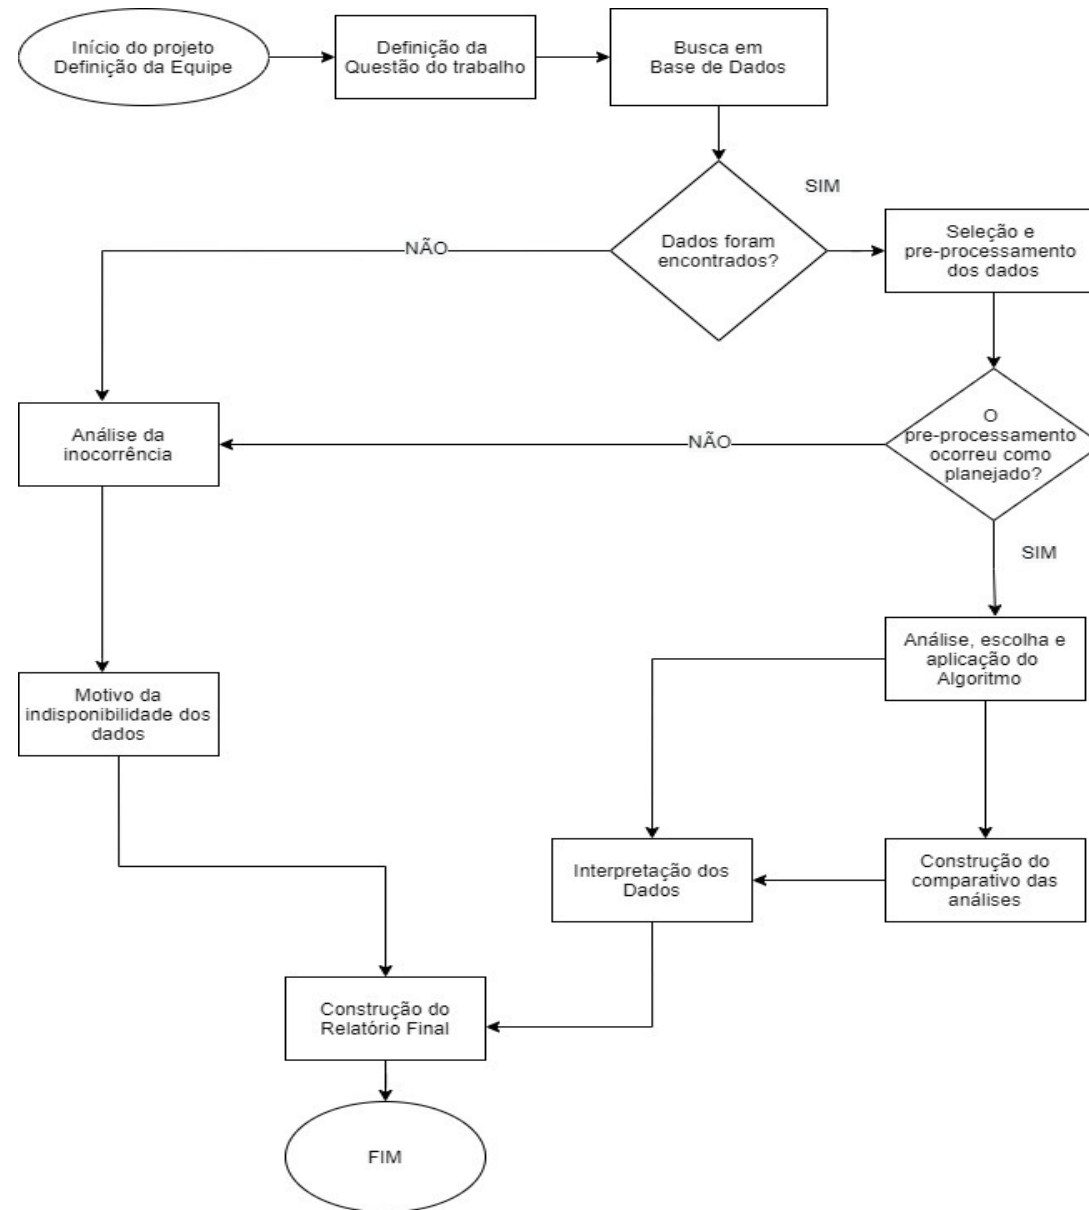 Início do projeto
Definição da Equipe
Definição da
Questão do trabalho
Busca em
Base de Dados
SIM
Dados foram
encontrados?
NÃO
Seleção e
pre-processamento
dos dados
Análise da
inocorrência
NÃO
O
pre-processamento
ocorreu como
planejado?
SIM
Análise, escolha e
aplicação do
Algoritmo
Motivo da
indisponibilidade dos
dados
Interpretação dos
Dados
Construção do
comparativo das
análises
Construção do
Relatório Final
FIM